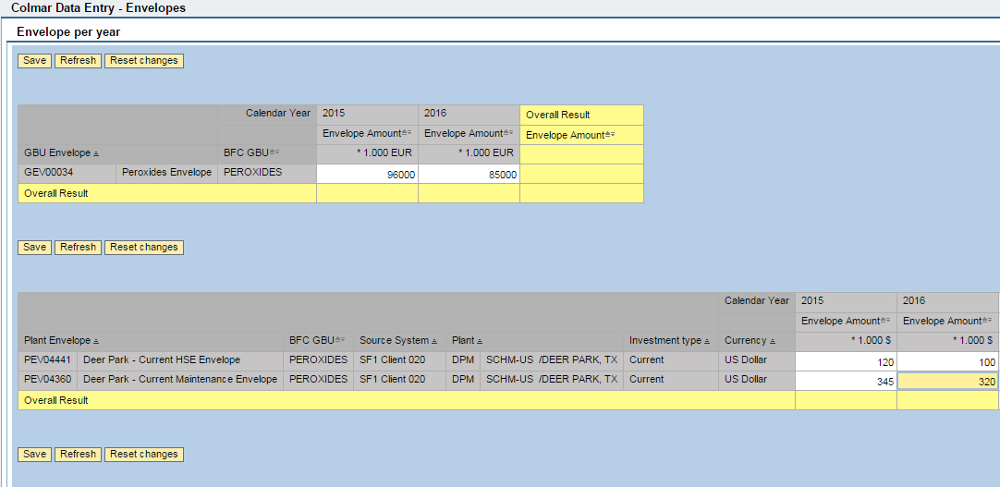 Colmar Data Entry - Envelopes
Envelope per year
Save Refresh Reset changes
Calendar Year 2015 2016 Overall Result
Envelope Amount Envelope Amount Envelope Amount
GBU Envelope BFC GBU * 1.000 EUR * 1.000 EUR
GEV00034 Peroxides Envelope PEROXIDES 96000 85000
Overall Result
Save Refresh Reset changes
Calendar Year 2015 2016
Envelope Amount Envelope Amount
Plant Envelope BFC GBU Source System Plant Investment type Currency * 1.000 $ * 1.000 $
PEV04441 Deer Park - Current HSE Envelope PEROXIDES SF1 Client 020 DPM SCHM-US /DEER PARK, TX Current US Dollar 120 100
PEV04360 Deer Park - Current Maintenance Envelope PEROXIDES SF1 Client 020 DPM SCHM-US /DEER PARK, TX Current US Dollar 345 320
Overall Result
Save Refresh Reset changes